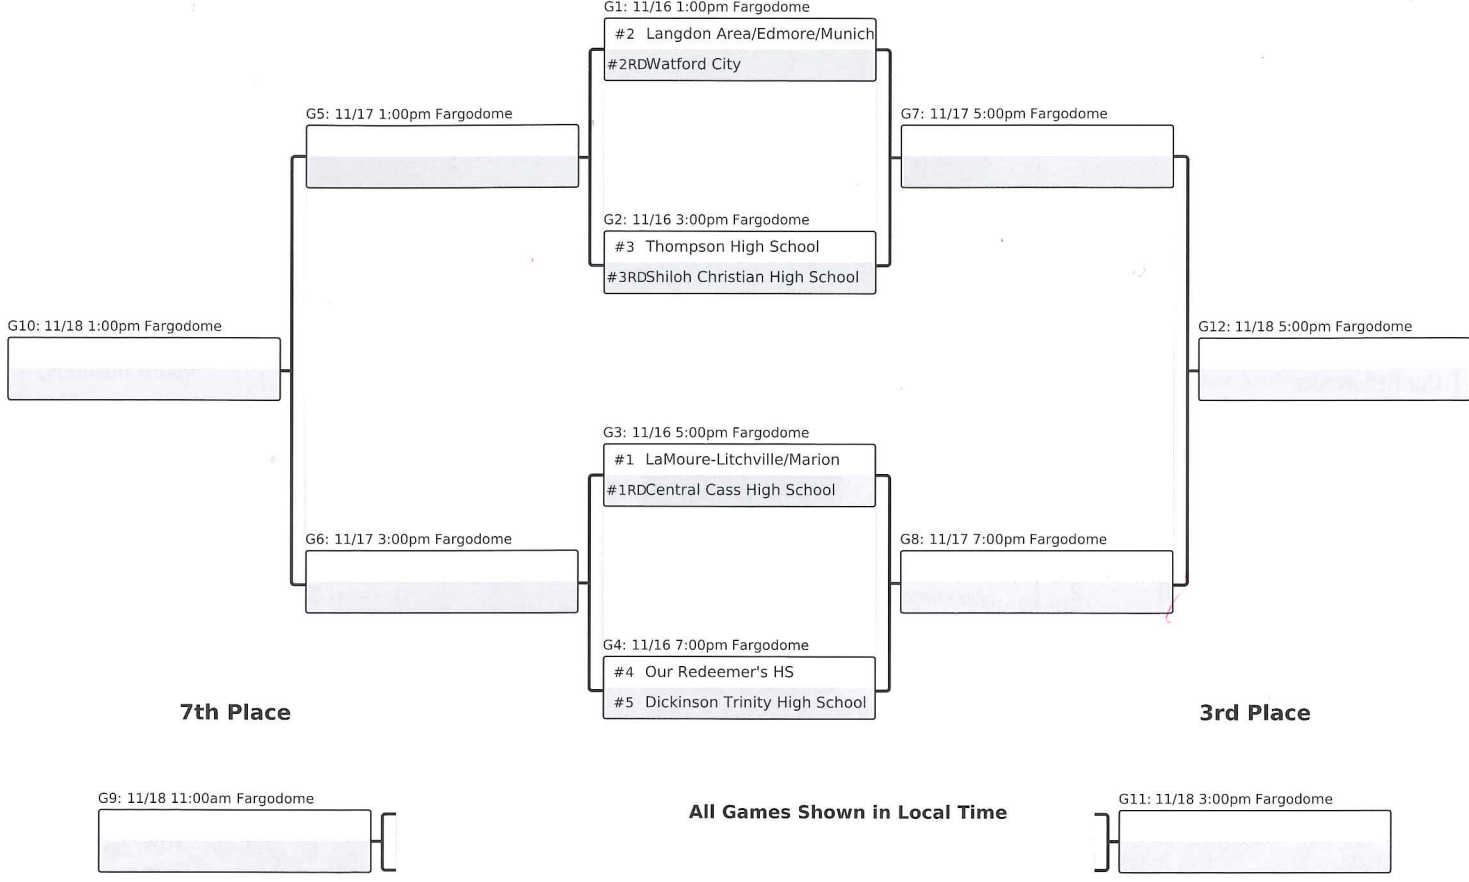 G1: 11/16 1:00pm Fargodome
#2 Langdon Area/Edmore/Munich
#2RDWatford City
G5: 11/17 1:00pm Fargodome
G7: 11/17 5:00pm Fargodome
G2: 11/16 3:00pm Fargodome
#3 Thompson High School
#3RDShiloh Christian High School
G10: 11/18 1:00pm Fargodome
G12: 11/18 5:00pm Fargodome
G3: 11/16 5:00pm Fargodome
#1 LaMoure-Litchville/Marion
#1RDCentral Cass High School
G6: 11/17 3:00pm Fargodome
G8: 11/17 7:00pm Fargodome
G4: 11/16 7:00pm Fargodome
#4 Our Redeemer's HS
#5 Dickinson Trinity High School
7th Place
3rd Place
G9: 11/18 11:00am Fargodome
All Games Shown in Local Time
G11: 11/18 3:00pm Fargodome